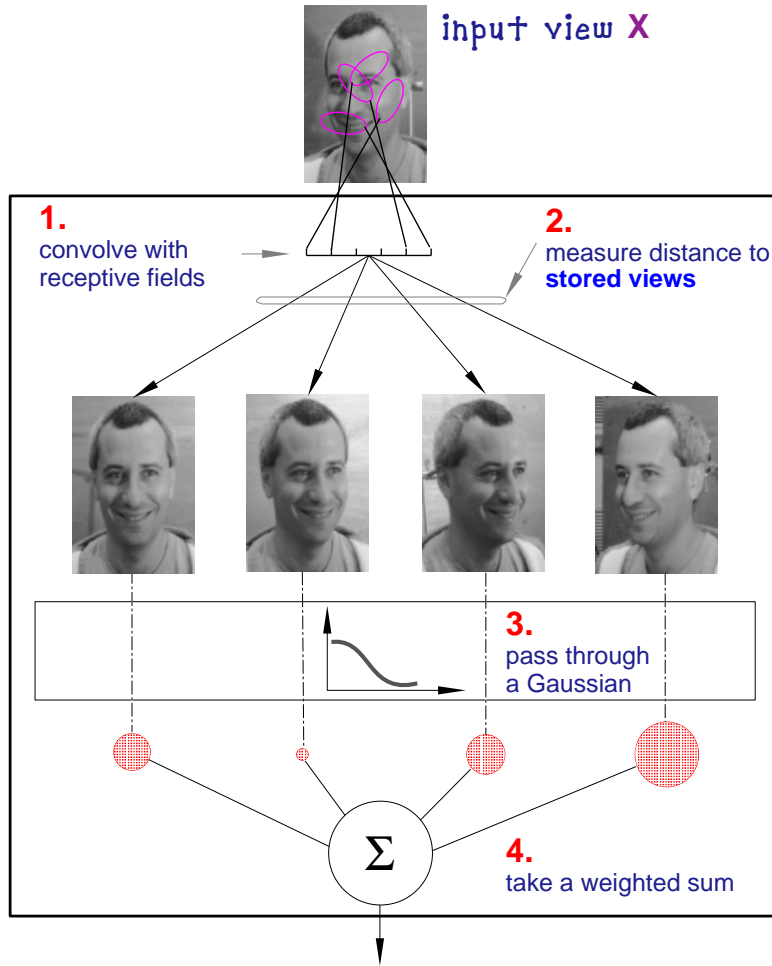 input view X
1.
convolve with
receptive fields
2.
measure distance to
stored views
3.
pass through
a Gaussian
Σ
4.
take a weighted sum